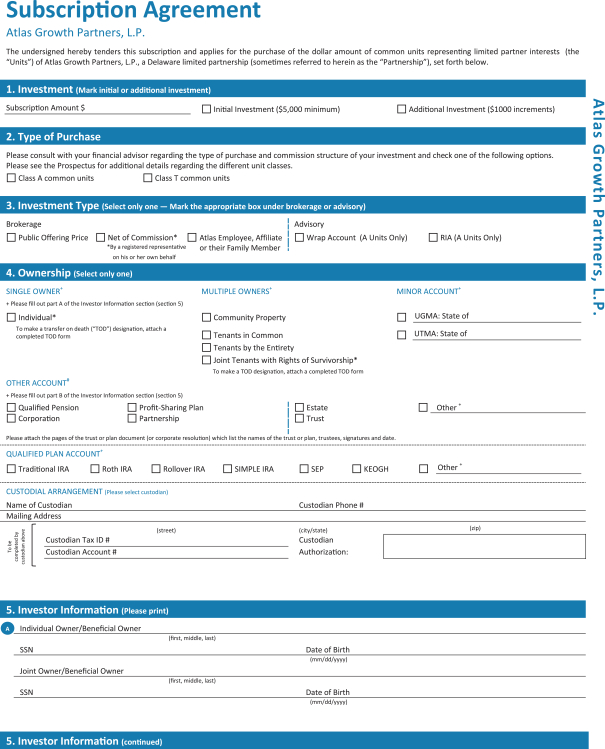 Subscription Agreement
Atlas Growth Partners, L.P.
The undersigned hereby tenders this subscription and applies for the purchase of the dollar amount of common units representing limited partner interests (the
“Units”) of Atlas Growth Partners, L.P., a Delaware limited partnership (sometimes referred to herein as the “Partnership”), set forth below.
1. Investment (Mark initial or additional investment)
Subscription Amount $
Initial Investment ($5,000 minimum)
Additional Investment ($1000 increments)
2. Type of Purchase
Please consult with your financial advisor regarding the type of purchase and commission structure of your investment and check one of the following options.
Please see the Prospectus for additional details regarding the different unit classes.
Class A common units
Class T common units
3. Investment Type (Select only one — Mark the appropriate box under brokerage or advisory)
Brokerage
Advisory
Public Offering Price
Net of Commission*
*By a registered representative
on his or her own behalf
Atlas Employee, Affiliate
or their Family Member
Wrap Account (A Units Only)
RIA (A Units Only)
4. Ownership (Select only one)
SINGLE OWNER+
MULTIPLE OWNERS+
MINOR ACCOUNT+
+ Please fill out part A of the Investor Information section (section 5)
Individual*
To make a transfer on death (“TOD”) designation, attach a
completed TOD form
Community Property
Tenants in Common
Tenants by the Entirety
Joint Tenants with Rights of Survivorship*
To make a TOD designation, attach a completed TOD form
UGMA: State of
UTMA: State of
OTHER ACCOUNT+
+ Please fill out part B of the Investor Information section (section 5)
Qualified Pension
Profit-Sharing Plan
Estate
Other +
Corporation
Partnership
Trust
Please attach the pages of the trust or plan document (or corporate resolution) which list the names of the trust or plan, trustees, signatures and date.
QUALIFIED PLAN ACCOUNT+
Traditional IRA
Roth IRA
Rollover IRA
SIMPLE IRA
SEP
KEOGH
Other +
CUSTODIAL ARRANGEMENT (Please select custodian)
Name of Custodian
Custodian Phone #
Mailing Address
(street)
(city/state)
(zip)
To be
completed by
custodian above
Custodian Tax ID #
Custodian Account #
Custodian
Authorization:
5. Investor Information (Please print)
A
Individual Owner/Beneficial Owner
(first, middle, last)
SSN
Date of Birth
(mm/dd/yyyy)
Joint Owner/Beneficial Owner
(first, middle, last)
SSN
Date of Birth
(mm/dd/yyyy)
5. Investor Information (continued)
Atlas Growth Partners, L.P.